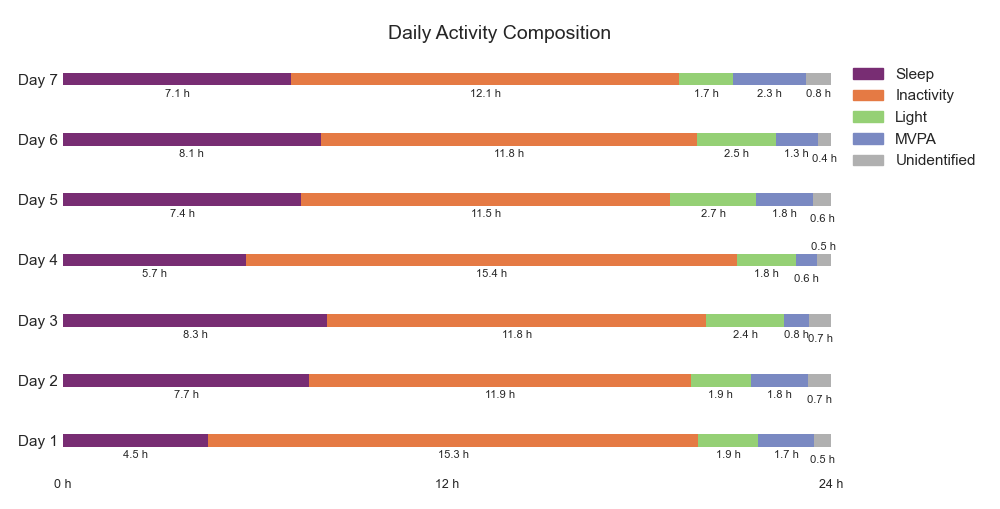 Daily Activity Composition
Day 7
7.1 h 12.1 h 1.7 h 2.3 h 0.8 h
Day 6
8.1 h 11.8 h 2.5 h 1.3 h 0.4 h
Day 5
7.4 h 11.5 h 2.7 h 1.8 h 0.6 h
Day 4
5.7 h 15.4 h 1.8 h 0.6 h 0.5 h
Day 3
8.3 h 11.8 h 2.4 h 0.8 h 0.7 h
Day 2
7.7 h 11.9 h 1.9 h 1.8 h 0.7 h
Day 1
4.5 h 15.3 h 1.9 h 1.7 h 0.5 h
0 h 12 h 24 h
Sleep
Inactivity
Light
MVPA
Unidentified